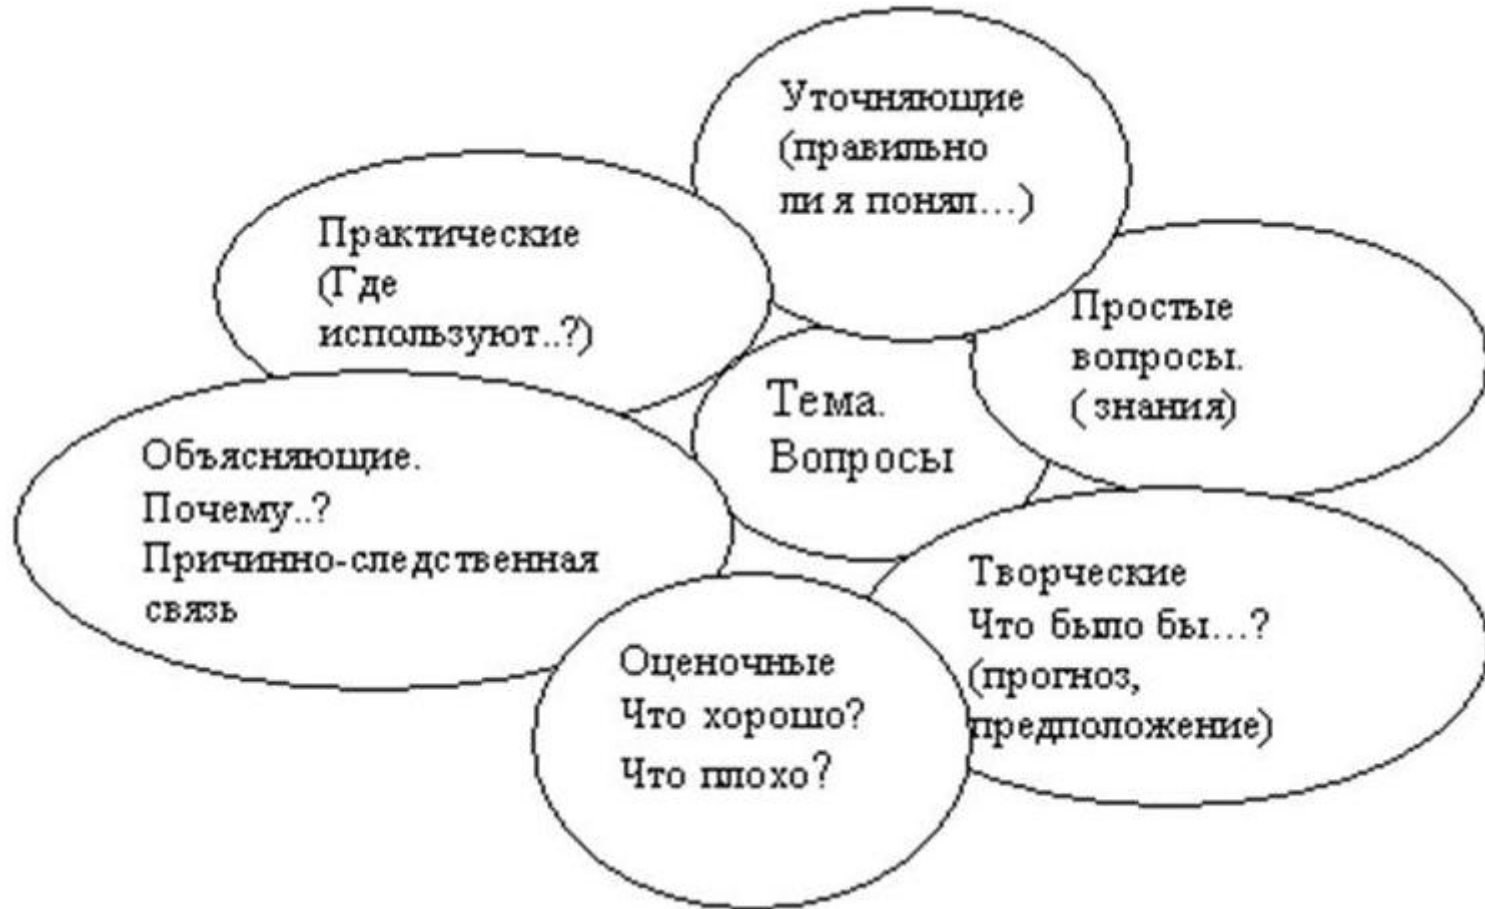 Уточняющие
(правильно
ли я понял...)
Практические
(Где
используют..?)
Простые
вопросы.
( знания)
Тема.
Вопросы
Объясняющие.
Почему..?
Причинно-следственная
связь
Творческие
Что было бы...?
(прогноз,
предположение)
Оценочные
Что хорошо?
Что плохо?